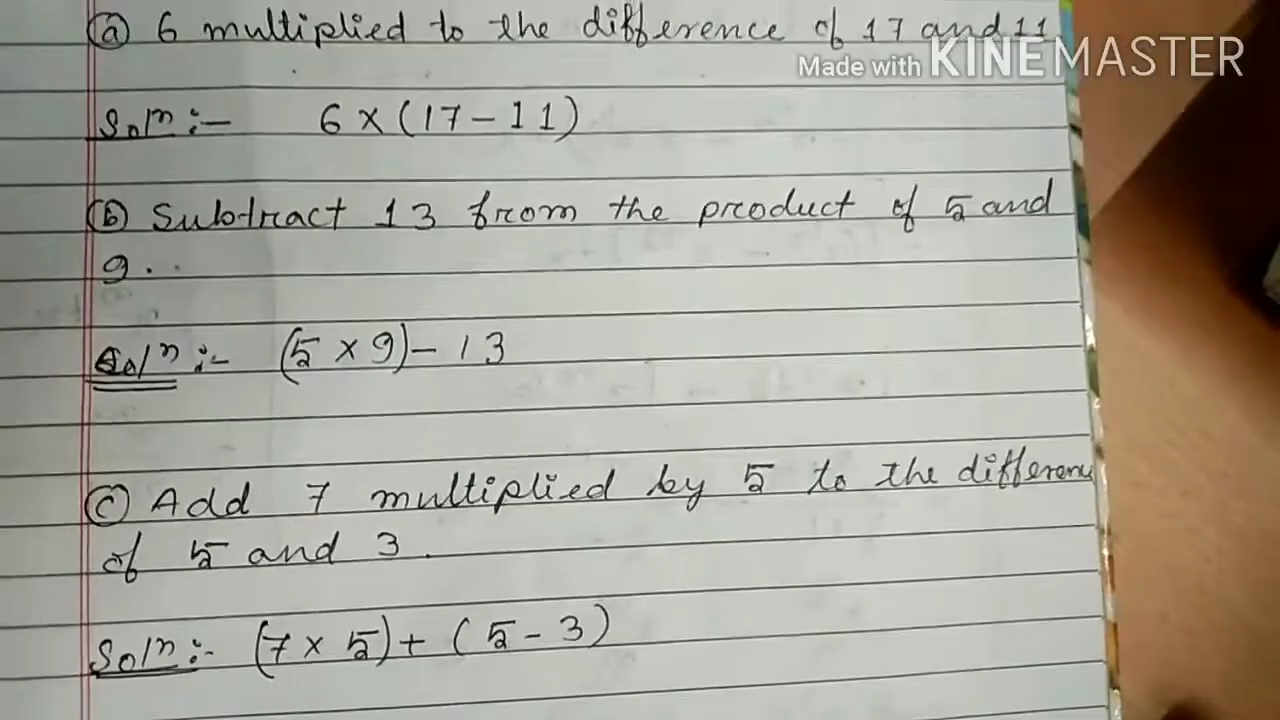 (a) 6 multiplied to the difference of 17 and 11
Made with KINEMASTER
Solⁿ :- 6 × (17 - 11)
(b) Subtract 13 from the product of 5 and
9.
Solⁿ :- (5 × 9) - 13
(c) Add 7 multiplied by 5 to the differenc
of 5 and 3.
Solⁿ :- (7 × 5) + (5 - 3)